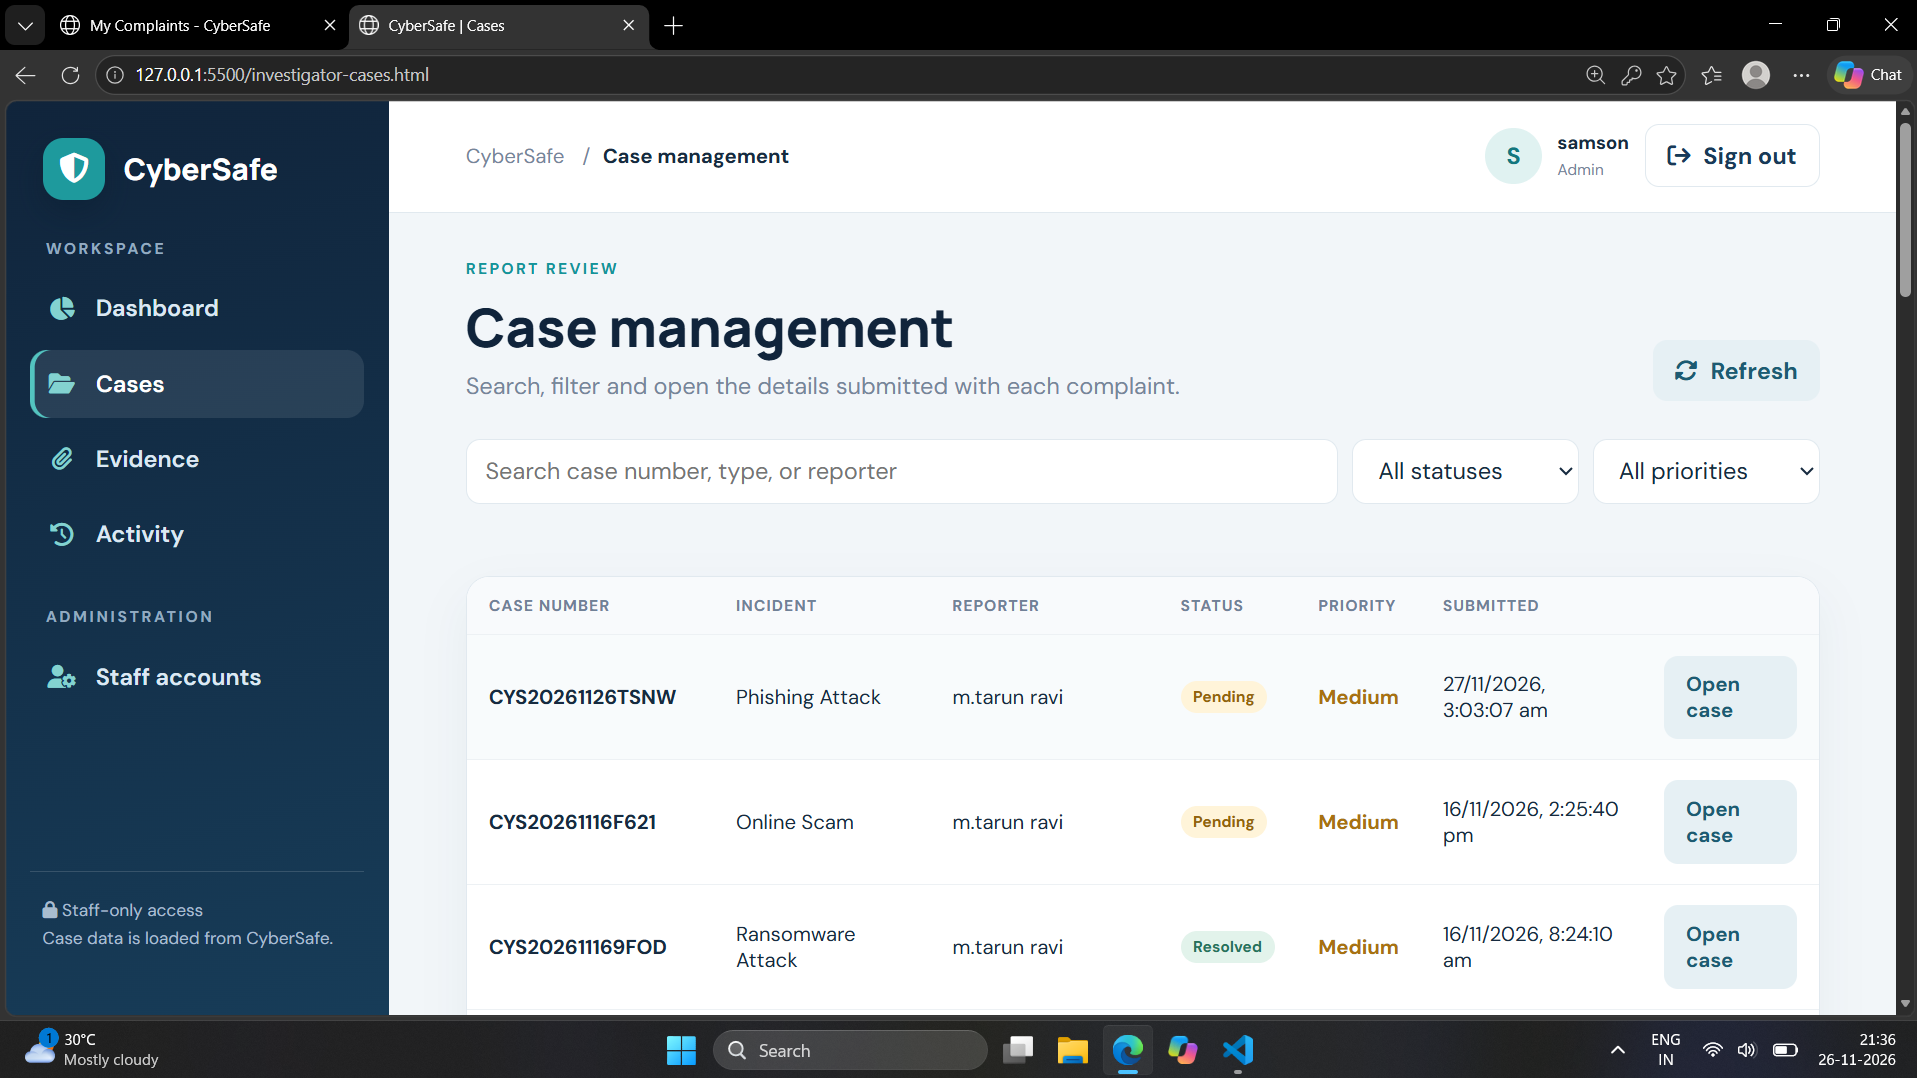 My Complaints - CyberSafe
CyberSafe | Cases
127.0.0.1:5500/investigator-cases.html
Chat
CyberSafe
WORKSPACE
Dashboard
Cases
Evidence
Activity
ADMINISTRATION
Staff accounts
Staff-only access
Case data is loaded from CyberSafe.
CyberSafe / Case management
S
samson
Admin
Sign out
REPORT REVIEW
Case management
Search, filter and open the details submitted with each complaint.
Refresh
Search case number, type, or reporter
All statuses
All priorities
CASE NUMBER INCIDENT REPORTER STATUS PRIORITY SUBMITTED
CYS20261126TSNW Phishing Attack m.tarun ravi Pending Medium 27/11/2026, 3:03:07 am Open case
CYS20261116F621 Online Scam m.tarun ravi Pending Medium 16/11/2026, 2:25:40 pm Open case
CYS202611169FOD Ransomware Attack m.tarun ravi Resolved Medium 16/11/2026, 8:24:10 am Open case
1
30°C
Mostly cloudy
Search
ENG
IN
21:36
26-11-2026